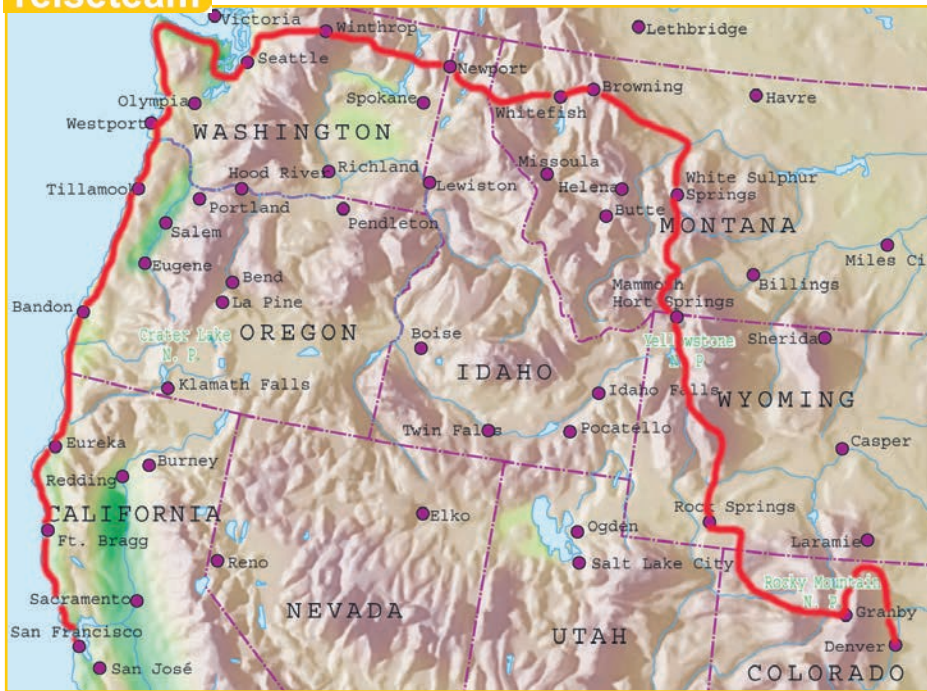 reiseteam
Victoria
Winthrop
Lethbridge
Seattle
Newport
Browning
Olympia
Spokane
Whitefish
Havre
Westport
WASHINGTON
Hood River
Richland
Missoula
Tillamook
Lewiston
Helena
White Sulphur
Springs
Portland
Pendleton
Butte
MONTANA
Salem
Miles Ci
Eugene
Bend
Billings
La Pine
Mammoth
Hort Springs
Bandon
OREGON
Crater Lake
N. P.
Boise
Yellowstone
N. P.
Sherida
IDAHO
Klamath Falls
Idaho Falls
WYOMING
Twin Falls
Pocatello
Eureka
Casper
Burney
Redding
CALIFORNIA
Elko
Rock Springs
Ft. Bragg
Ogden
Laramie
Reno
Salt Lake City
Rocky Mountain
N. P.
Sacramento
NEVADA
Granby
San Francisco
UTAH
Denver
San José
COLORADO